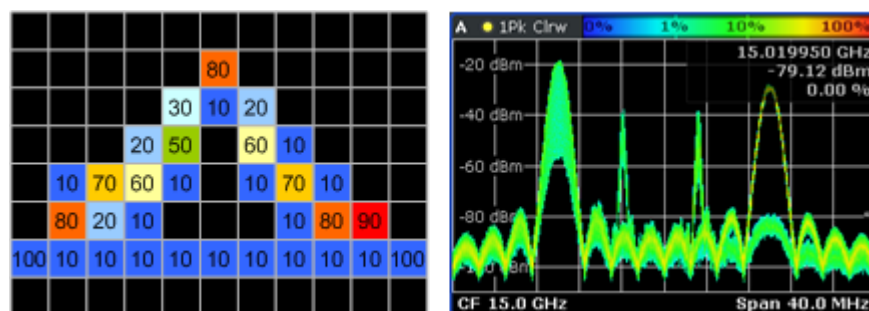 80
30 10 20
20 50 60 10
10 70 60 10 10 70 10
80 20 10 10 80 90
100 10 10 10 10 10 10 10 10 10 100
A 1Pk Clrw 0% 1% 10% 100%
15.019950 GHz
-20 dBm
-79.12 dBm
0.00 %
-40 dBm
-60 dBm
-80 dBm
dBm
CF 15.0 GHz Span 40.0 MHz